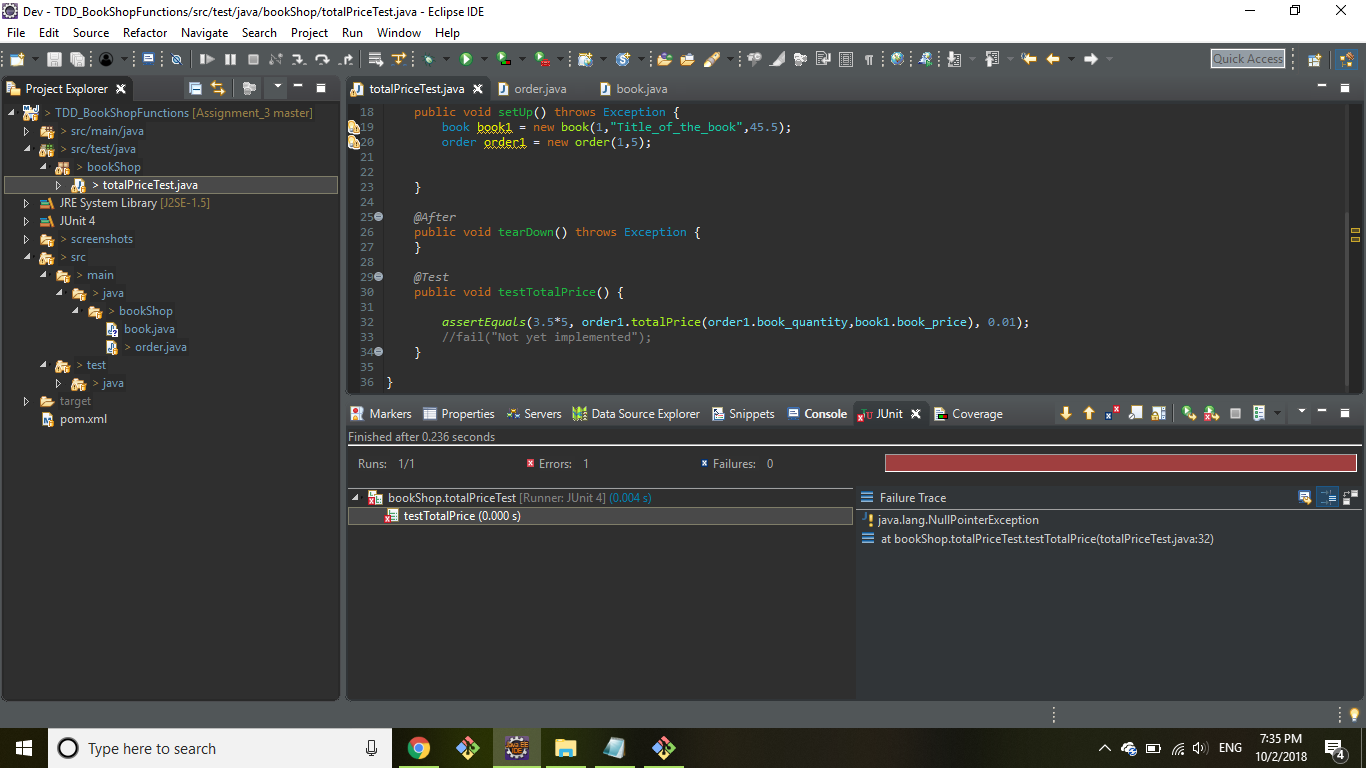 Dev - TDD_BookShopFunctions/src/test/java/bookShop/totalPriceTest.java - Eclipse IDE
File Edit Source Refactor Navigate Search Project Run Window Help
Quick Access
Project Explorer
> TDD_BookShopFunctions [Assignment_3 master]
> src/main/java
> src/test/java
> bookShop
> totalPriceTest.java
JRE System Library [J2SE-1.5]
JUnit 4
> screenshots
> src
> main
> java
> bookShop
book.java
> order.java
> test
> java
target
pom.xml
totalPriceTest.java order.java book.java
18 public void setUp() throws Exception {
19 book book1 = new book(1,"Title_of_the_book",45.5);
20 order order1 = new order(1,5);
21
22
23 }
24
25 @After
26 public void tearDown() throws Exception {
27 }
28
29 @Test
30 public void testTotalPrice() {
31
32 assertEquals(3.5*5, order1.totalPrice(order1.book_quantity,book1.book_price), 0.01);
33 //fail("Not yet implemented");
34 }
35
36 }
Markers Properties Servers Data Source Explorer Snippets Console JUnit Coverage
Finished after 0.236 seconds
Runs: 1/1 Errors: 1 Failures: 0
bookShop.totalPriceTest [Runner: JUnit 4] (0.004 s)
testTotalPrice (0.000 s)
Failure Trace
java.lang.NullPointerException
at bookShop.totalPriceTest.testTotalPrice(totalPriceTest.java:32)
Type here to search
ENG
7:35 PM
10/2/2018
4